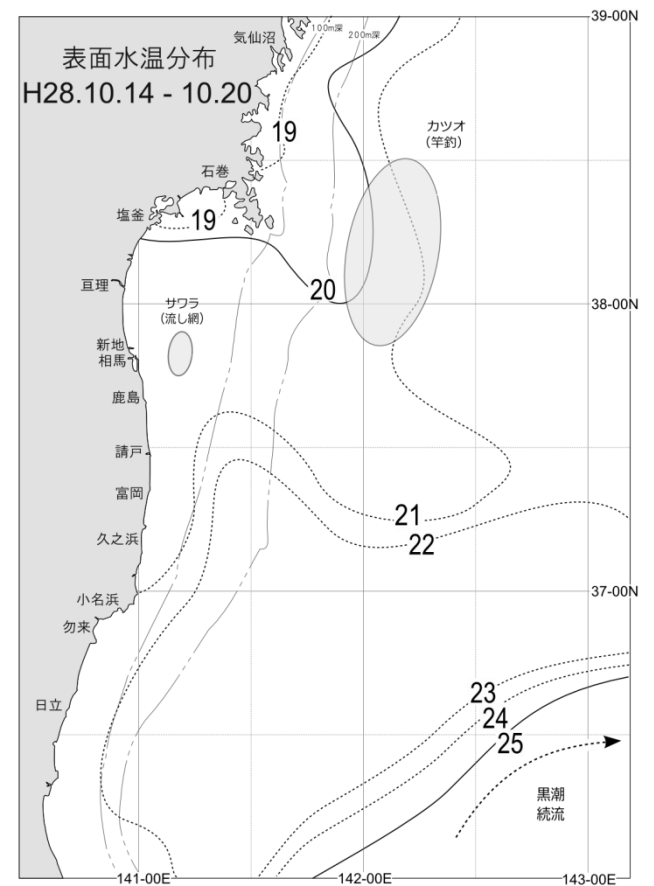 39-00N
気仙沼
100m深
200m深
表面水温分布
H28.10.14 - 10.20
19
カツオ
(竿釣)
石巻
塩釜
19
亘理
20
38-00N
サワラ
(流し網)
新地
相馬
鹿島
請戸
富岡
21
22
久之浜
37-00N
小名浜
勿来
日立
23
24
25
黒潮
続流
141-00E
142-00E
143-00E